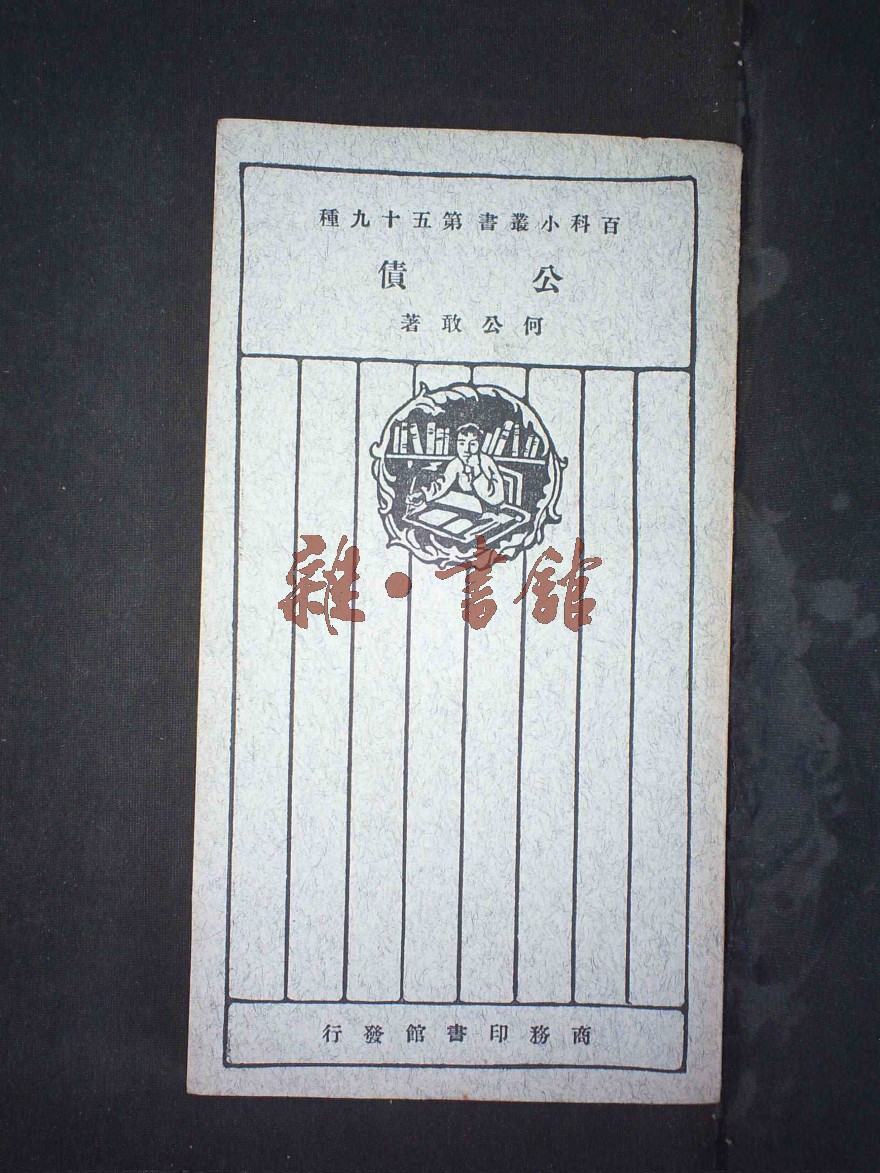 百科小叢書第五十九種
公債
何公敢著
雜·書館
商務印書館發行